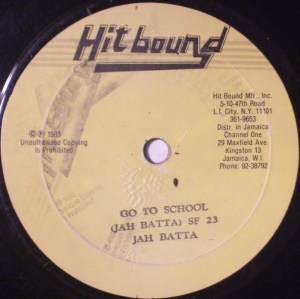 Hit bound
© ℗ 1983
Unauthorized Copying
is Prohibited
Hit Bound Mfr., Inc.
5-10-47th Road
L.I. City, N.Y. 11101
361-9653
Distr. in Jamaica
Channel One
29 Maxfield Ave.
Kingston 13
Jamaica, W.I.
Phone: 92-38792
GO TO SCHOOL
(JAH BATTA) SF 23
JAH BATTA